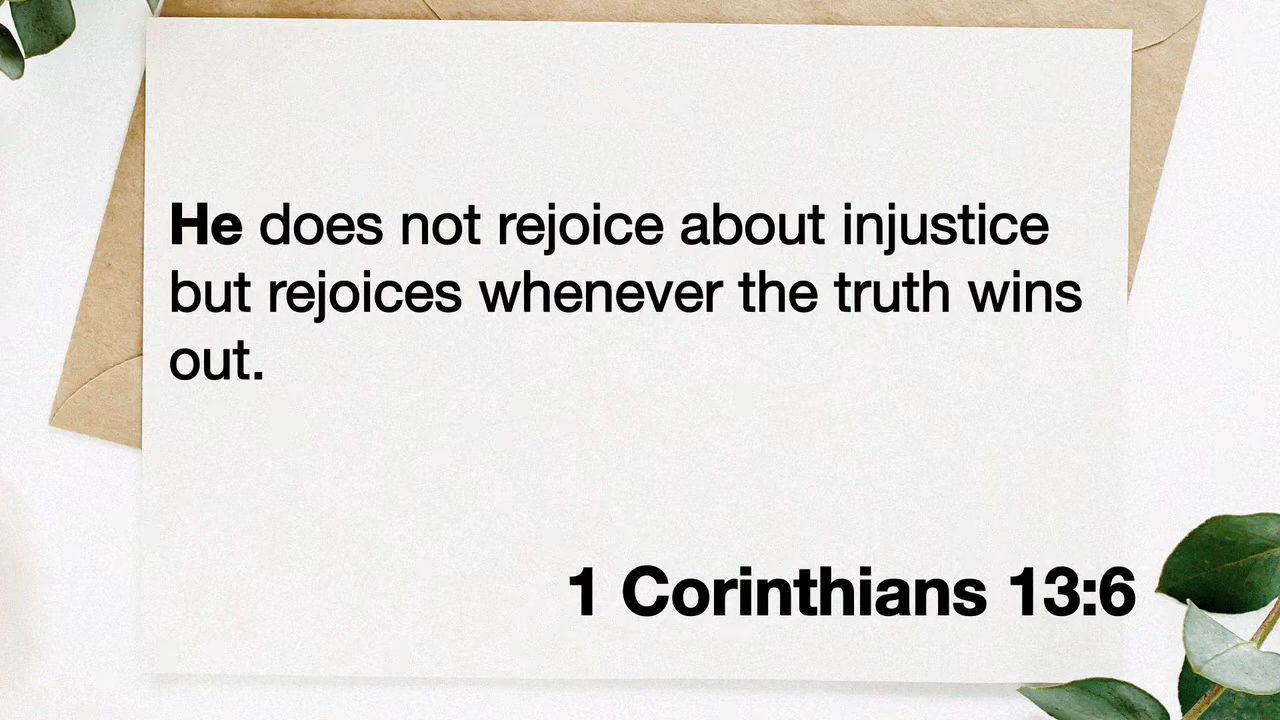 He does not rejoice about injustice
but rejoices whenever the truth wins
out.
1 Corinthians 13:6